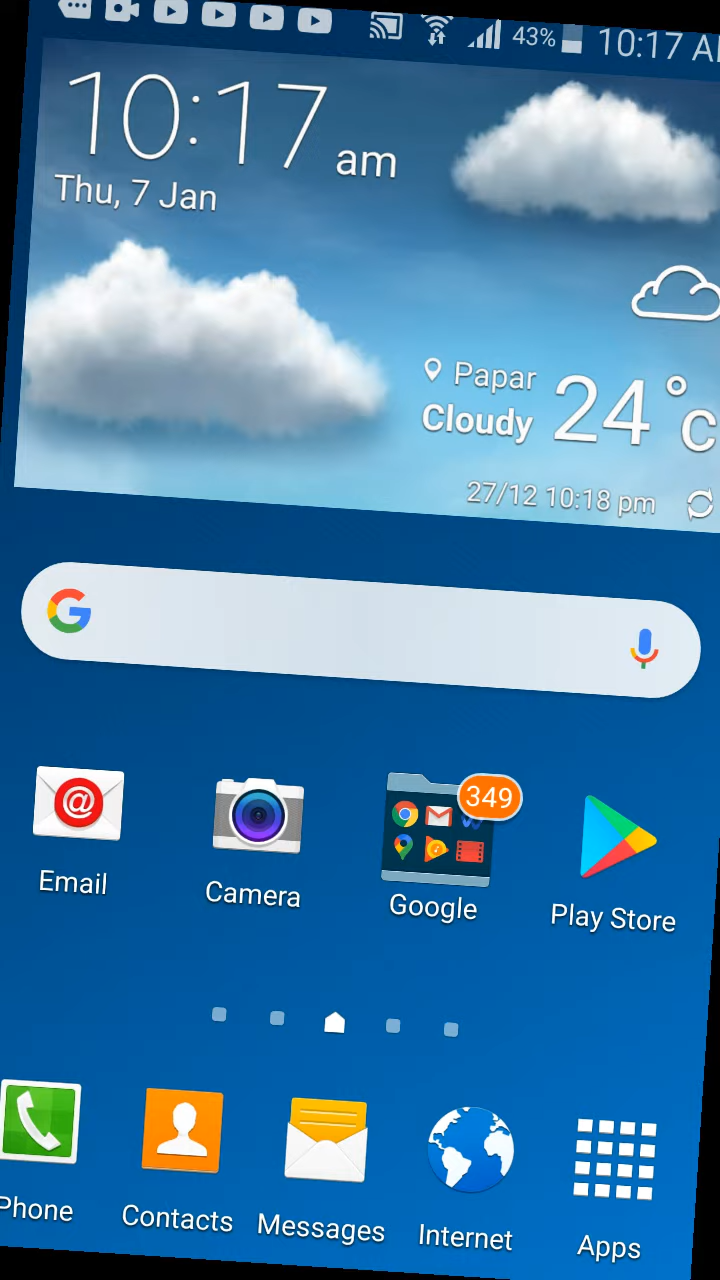 43% 10:17 A
10:17 am
Thu, 7 Jan
Papar
Cloudy 24°C
27/12 10:18 pm
349
Email Camera Google Play Store
Phone Contacts Messages Internet Apps